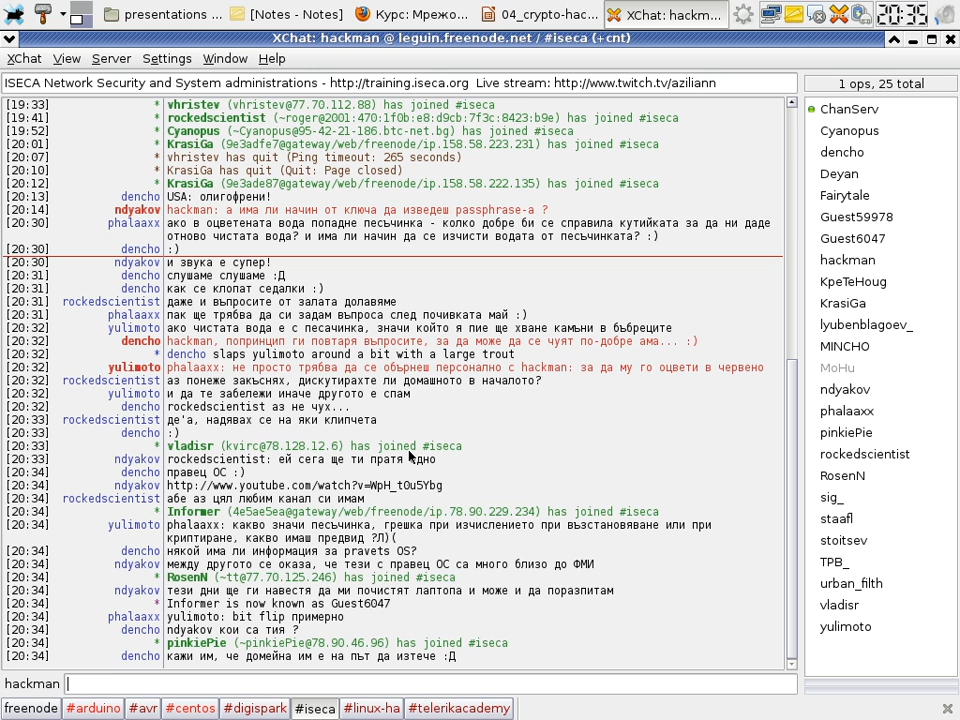 presentations ...
[Notes - Notes]
Курс: Мрежо...
04_crypto-hac...
XChat: hackm...
20:35
XChat: hackman @ leguin.freenode.net / #iseca (+cnt)
XChat View Server Settings Window Help
ISECA Network Security and System administrations - http://training.iseca.org Live stream: http://www.twitch.tv/aziliann
1 ops, 25 total
[19:33] * vhristev (vhristev@77.70.112.88) has joined #iseca
[19:41] * rockedscientist (~roger@2001:470:1f0b:e8:d9cb:7f3c:8423:b9e) has joined #iseca
[19:52] * Cyanopus (~Cyanopus@95-42-21-186.btc-net.bg) has joined #iseca
[20:01] * KrasiGa (9e3adfe7@gateway/web/freenode/ip.158.58.223.231) has joined #iseca
[20:07] * vhristev has quit (Ping timeout: 265 seconds)
[20:10] * KrasiGa has quit (Quit: Page closed)
[20:12] * KrasiGa (9e3ade87@gateway/web/freenode/ip.158.58.222.135) has joined #iseca
[20:13] dencho USA: олигофрени!
[20:14] ndyakov hackman: а има ли начин от ключа да изведеш passphrase-а ?
[20:30] phalaaxx ако в оцветената вода попадне песъчинка - колко добре би се справила кутийката за да ни даде
отново чистата вода? и има ли начин да се изчисти водата от песъчинката? :)
[20:30] dencho :)
[20:30] ndyakov и звука е супер!
[20:31] dencho слушаме слушаме :Д
[20:31] dencho как се клопат седалки :)
[20:31] rockedscientist даже и въпросите от залата долавяме
[20:31] phalaaxx пак ще трябва да си задам въпроса след почивката май :)
[20:32] yulimoto ако чистата вода е с песачинка, значи който я пие ще хване камъни в бъбреците
[20:32] dencho hackman, попринцип ги повтаря въпросите, за да може да се чуят по-добре ама... :)
[20:32] * dencho slaps yulimoto around a bit with a large trout
[20:32] yulimoto phalaaxx: не просто трябва да се обърнеш персонално с hackman: за да му го оцвети в червено
[20:32] rockedscientist аз понеже закъснях, дискутирахте ли домашното в началото?
[20:32] yulimoto и да те забележи иначе другото е спам
[20:32] dencho rockedscientist аз не чух...
[20:33] rockedscientist де'а, надявах се на яки клипчета
[20:33] dencho :)
[20:33] * vladisr (kvirc@78.128.12.6) has joined #iseca
[20:33] ndyakov rockedscientist: ей сега ще ти пратя едно
[20:34] dencho правец ОС :)
[20:34] ndyakov http://www.youtube.com/watch?v=WpH_t0u5Ybg
[20:34] rockedscientist абе аз цял любим канал си имам
[20:34] * Informer (4e5ae5ea@gateway/web/freenode/ip.78.90.229.234) has joined #iseca
[20:34] yulimoto phalaaxx: какво значи песъчинка, грешка при изчислението при възстановяване или при
криптиране, какво имаш предвид ?Л)(
[20:34] dencho някой има ли информация за pravets OS?
[20:34] ndyakov между другото се оказа, че тези с правец ОС са много близо до ФМИ
[20:34] * RosenN (~tt@77.70.125.246) has joined #iseca
[20:34] ndyakov тези дни ще ги навестя да ми почистят лаптопа и може и да поразпитам
[20:34] * Informer is now known as Guest6047
[20:34] phalaaxx yulimoto: bit flip примерно
[20:34] dencho ndyakov кои са тия ?
[20:34] * pinkiePie (~pinkiePie@78.90.46.96) has joined #iseca
[20:34] dencho кажи им, че домейна им е на път да изтече :Д
ChanServ
Cyanopus
dencho
Deyan
Fairytale
Guest59978
Guest6047
hackman
KpeTeHoug
KrasiGa
lyubenblagoev_
MINCHO
MoHu
ndyakov
phalaaxx
pinkiePie
rockedscientist
RosenN
sig_
staafl
stoitsev
TPB_
urban_filth
vladisr
yulimoto
hackman
freenode #arduino #avr #centos #digispark #iseca #linux-ha #telerikacademy